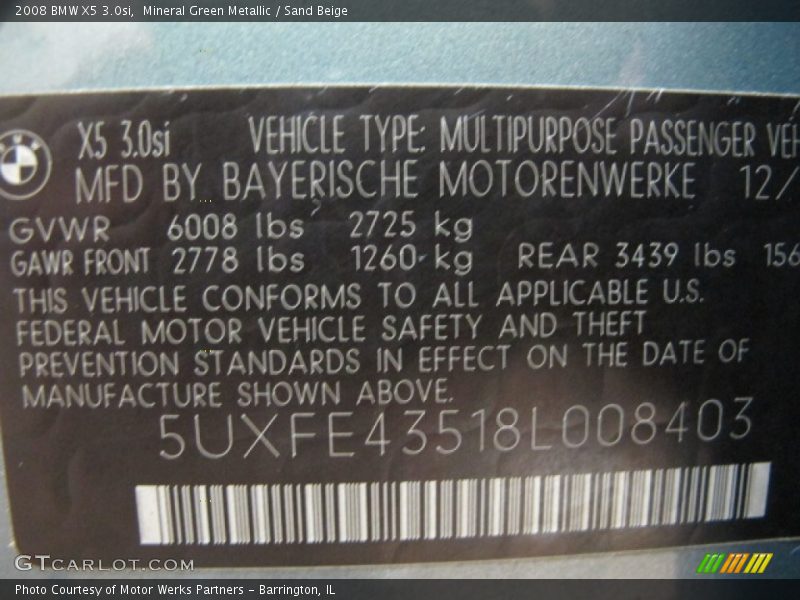 2008 BMW X5 3.0si, Mineral Green Metallic / Sand Beige
X5 3.0si VEHICLE TYPE: MULTIPURPOSE PASSENGER VEH
MFD BY BAYERISCHE MOTORENWERKE 12/
GVWR 6008 lbs 2725 kg
GAWR FRONT 2778 lbs 1260 kg REAR 3439 lbs 156
THIS VEHICLE CONFORMS TO ALL APPLICABLE U.S.
FEDERAL MOTOR VEHICLE SAFETY AND THEFT
PREVENTION STANDARDS IN EFFECT ON THE DATE OF
MANUFACTURE SHOWN ABOVE.
5UXFE43518L008403
GTCARLOT.COM
Photo Courtesy of Motor Werks Partners - Barrington, IL